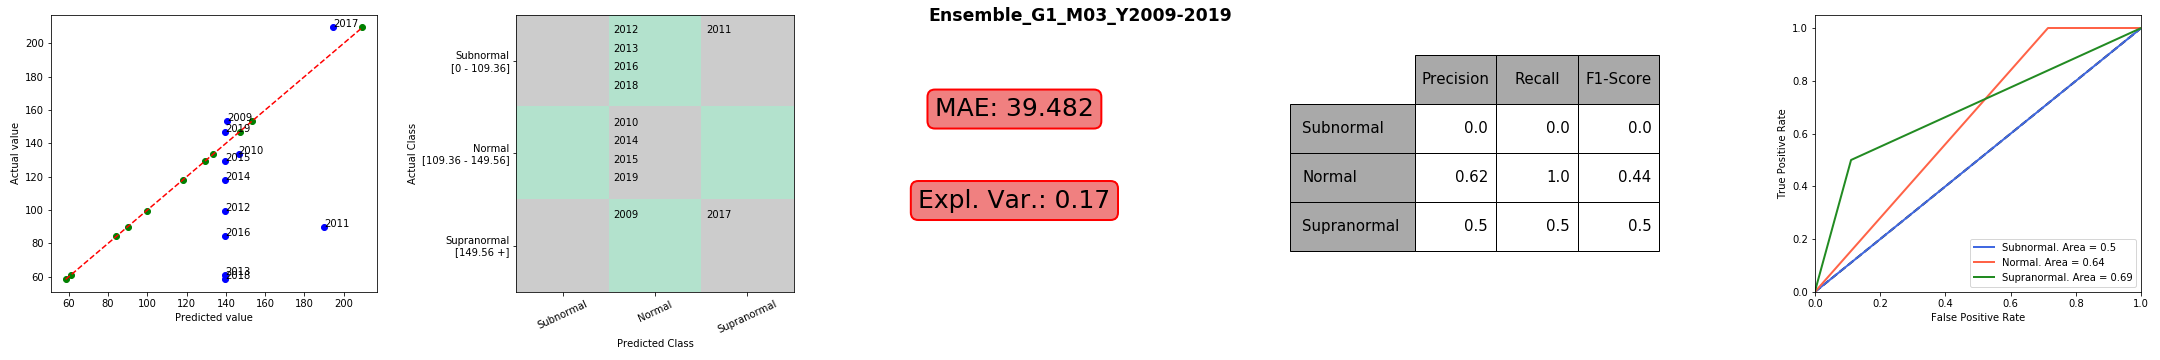 Ensemble_G1_M03_Y2009-2019
Actual value
200
180
160
140
120
100
80
60
2017
2009
2019
2010
2015
2014
2012
2011
2016
2013
2018
60 80 100 120 140 160 180 200
Predicted value
Actual Class
Subnormal
[0 - 109.36]
Normal
[109.36 - 149.56]
Supranormal
[149.56 +]
2012 2011
2013
2016
2018
2010
2014
2015
2019
2009 2017
Subnormal Normal Supranormal
Predicted Class
MAE: 39.482
Expl. Var.: 0.17
Precision Recall F1-Score
Subnormal 0.0 0.0 0.0
Normal 0.62 1.0 0.44
Supranormal 0.5 0.5 0.5
True Positive Rate
1.0
0.8
0.6
0.4
0.2
0.0
Subnormal. Area = 0.5
Normal. Area = 0.64
Supranormal. Area = 0.69
0.0 0.2 0.4 0.6 0.8 1.0
False Positive Rate